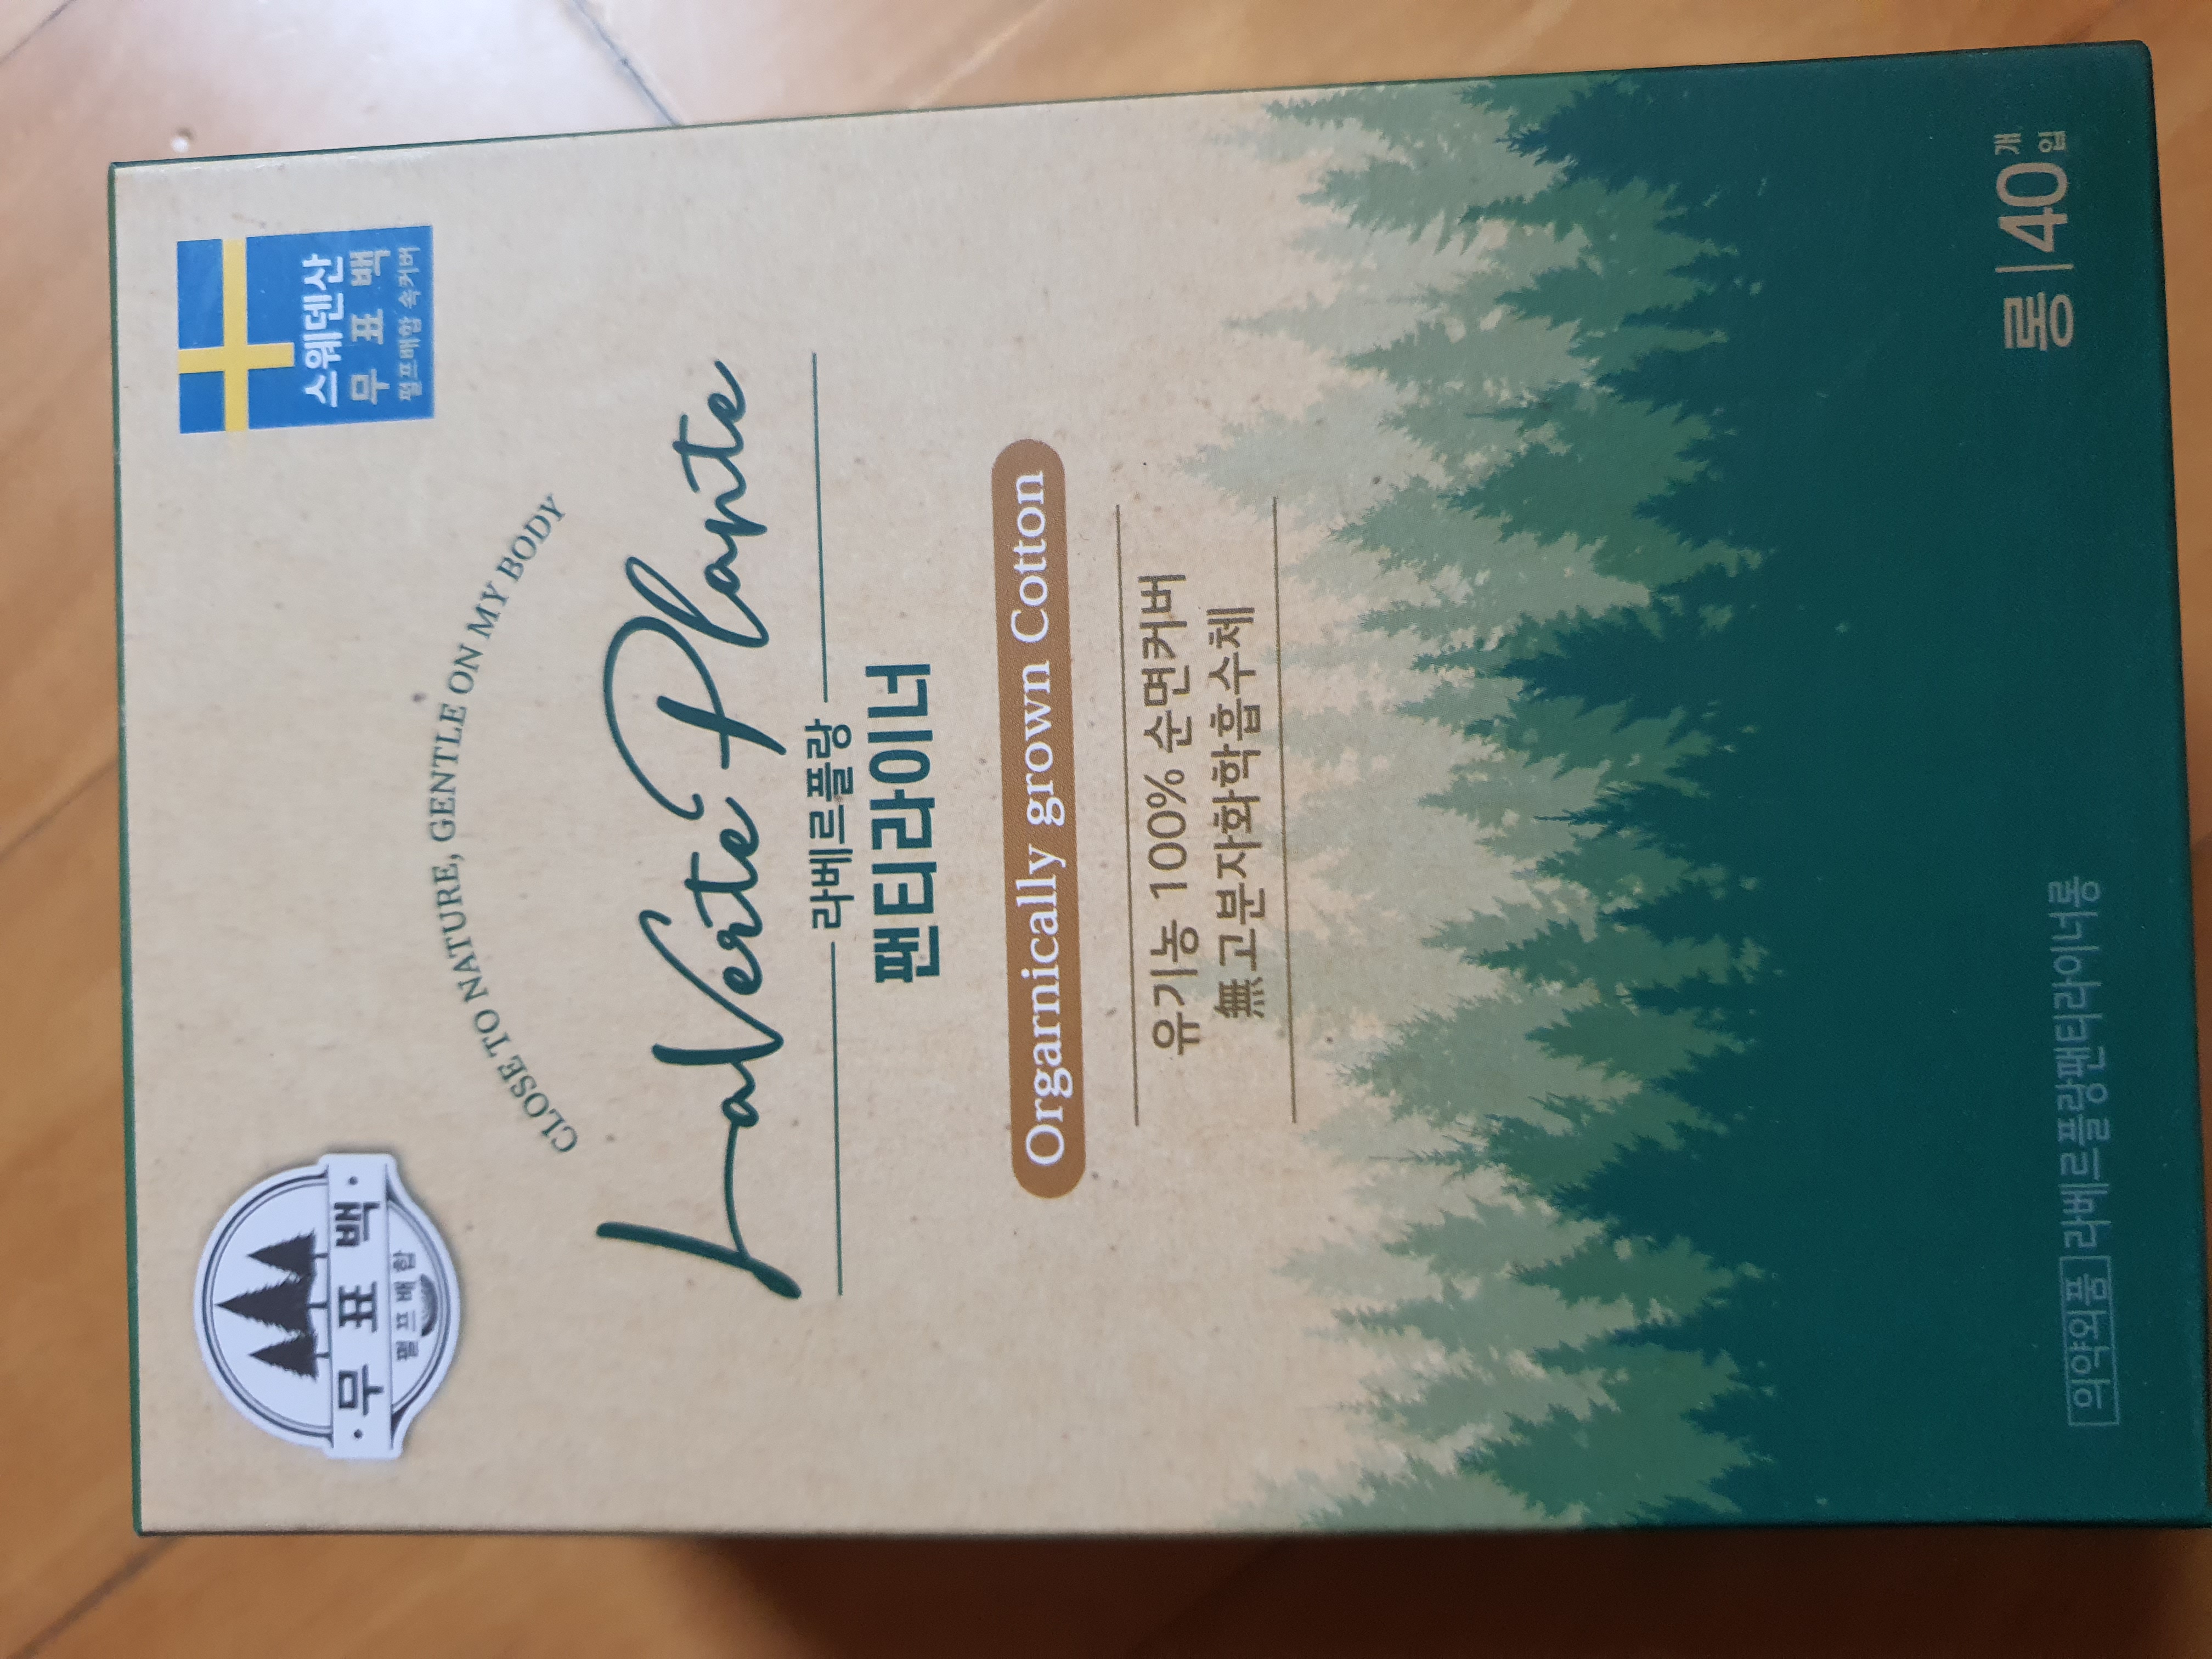 무 표 백
펄 프 배 함
스웨덴산
무 표 백
펄프배함 속커버
CLOSE TO NATURE, GENTLE ON MY BODY
LaVerte Plante
라베르플랑
팬티라이너
Orgarnically grown Cotton
유기농 100% 순면커버
無고분자화학흡수체
의약외품 라베르플랑팬티라이너롱
롱 | 40개입